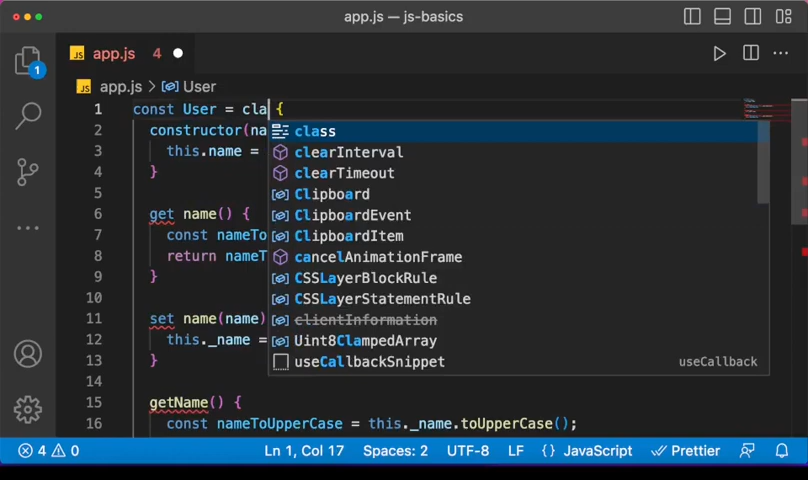 app.js — js-basics
1
JS app.js 4
JS app.js > User
1 const User = cla {
2 constructor(na
3 this.name =
4 }
5
6 get name() {
7 const nameTo
8 return nameT
9 }
10
11 set name(name)
12 this._name =
13 }
14
15 getName() {
16 const nameToUpperCase = this._name.toUpperCase();
class
clearInterval
clearTimeout
Clipboard
ClipboardEvent
ClipboardItem
cancelAnimationFrame
CSSLayerBlockRule
CSSLayerStatementRule
clientInformation
Uint8ClampedArray
useCallbackSnippet useCallback
4 0 Ln 1, Col 17 Spaces: 2 UTF-8 LF {} JavaScript Prettier